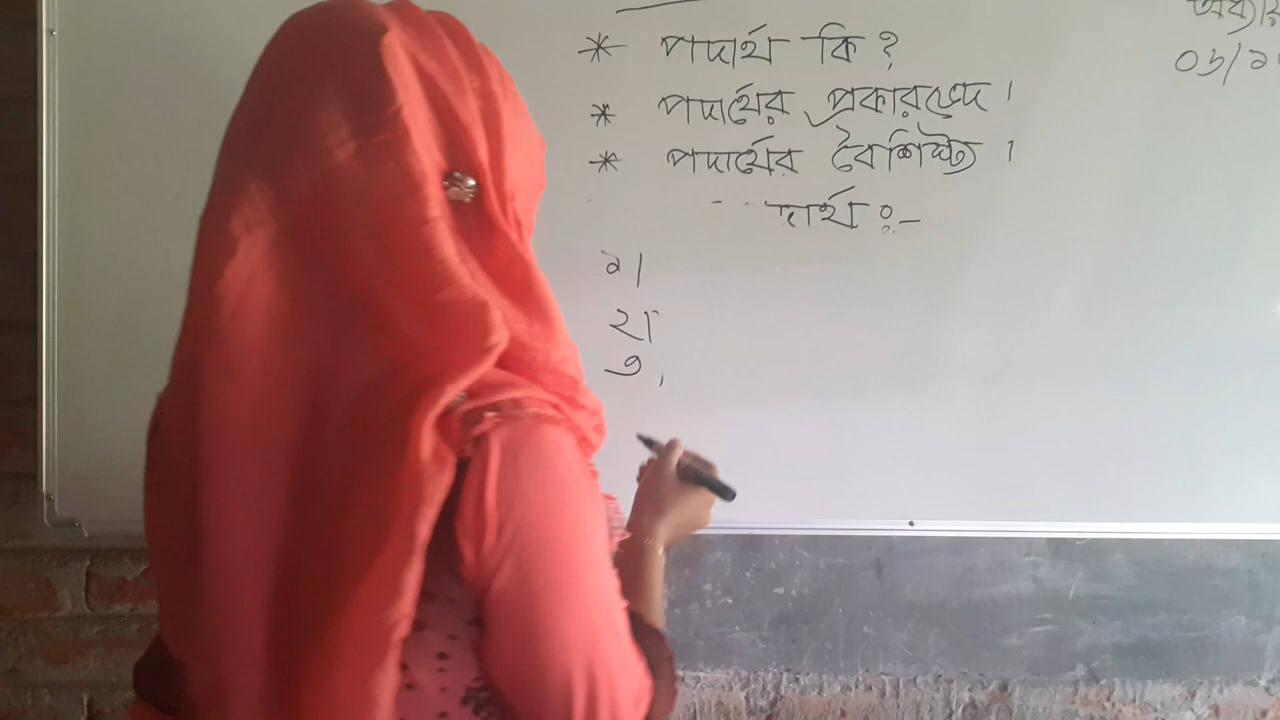 * পদার্থ কি ?
* পদার্থের প্রকারভেদ ।
* পদার্থের বৈশিষ্ট্য ।
দার্থ ঃ-
১।
২।
৩